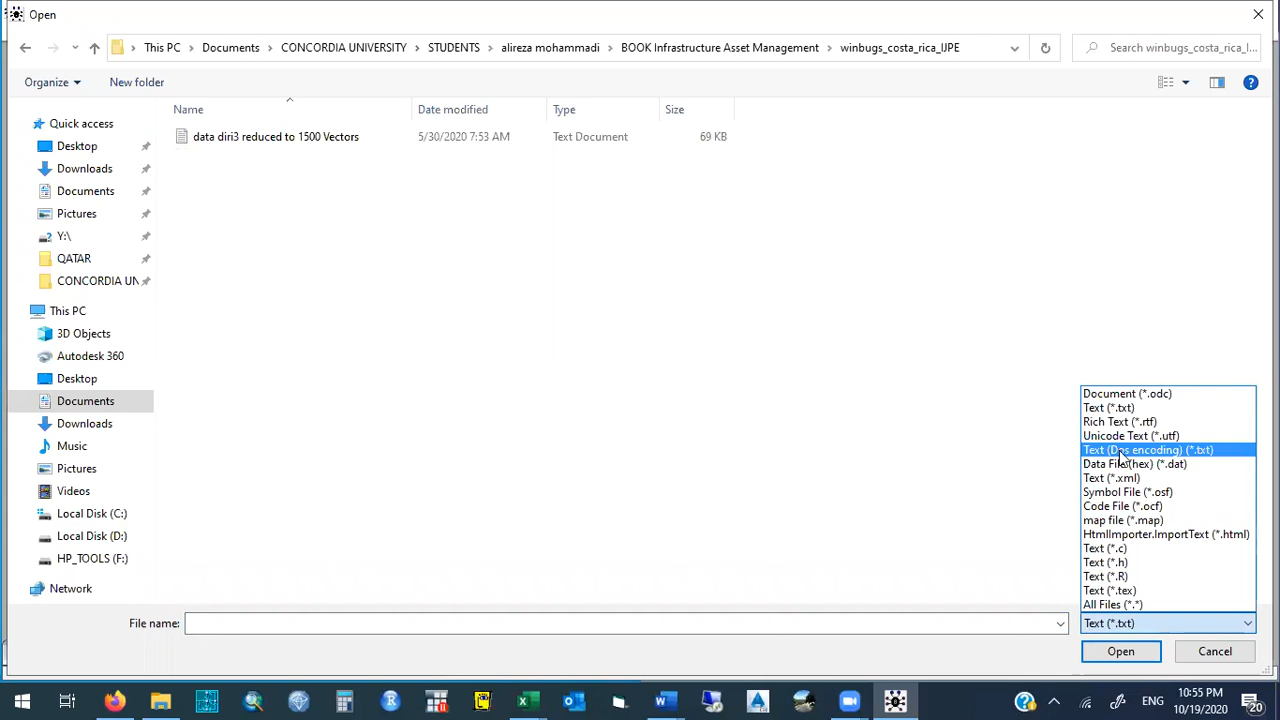 Open
This PC > Documents > CONCORDIA UNIVERSITY > STUDENTS > alireza mohammadi > BOOK Infrastructure Asset Management > winbugs_costa_rica_IJPE
Search winbugs_costa_rica_I...
Organize
New folder
Name
Date modified
Type
Size
data diri3 reduced to 1500 Vectors
5/30/2020 7:53 AM
Text Document
69 KB
Quick access
Desktop
Downloads
Documents
Pictures
Y:\
QATAR
CONCORDIA UN
This PC
3D Objects
Autodesk 360
Desktop
Documents
Downloads
Music
Pictures
Videos
Local Disk (C:)
Local Disk (D:)
HP_TOOLS (F:)
Network
Document (*.odc)
Text (*.txt)
Rich Text (*.rtf)
Unicode Text (*.utf)
Text (Dos encoding) (*.txt)
Data File (hex) (*.dat)
Text (*.xml)
Symbol File (*.osf)
Code File (*.ocf)
map file (*.map)
HtmlImporter.ImportText (*.html)
Text (*.c)
Text (*.h)
Text (*.R)
Text (*.tex)
All Files (*.*)
File name:
Text (*.txt)
Open
Cancel
ENG
10:55 PM
10/19/2020
20